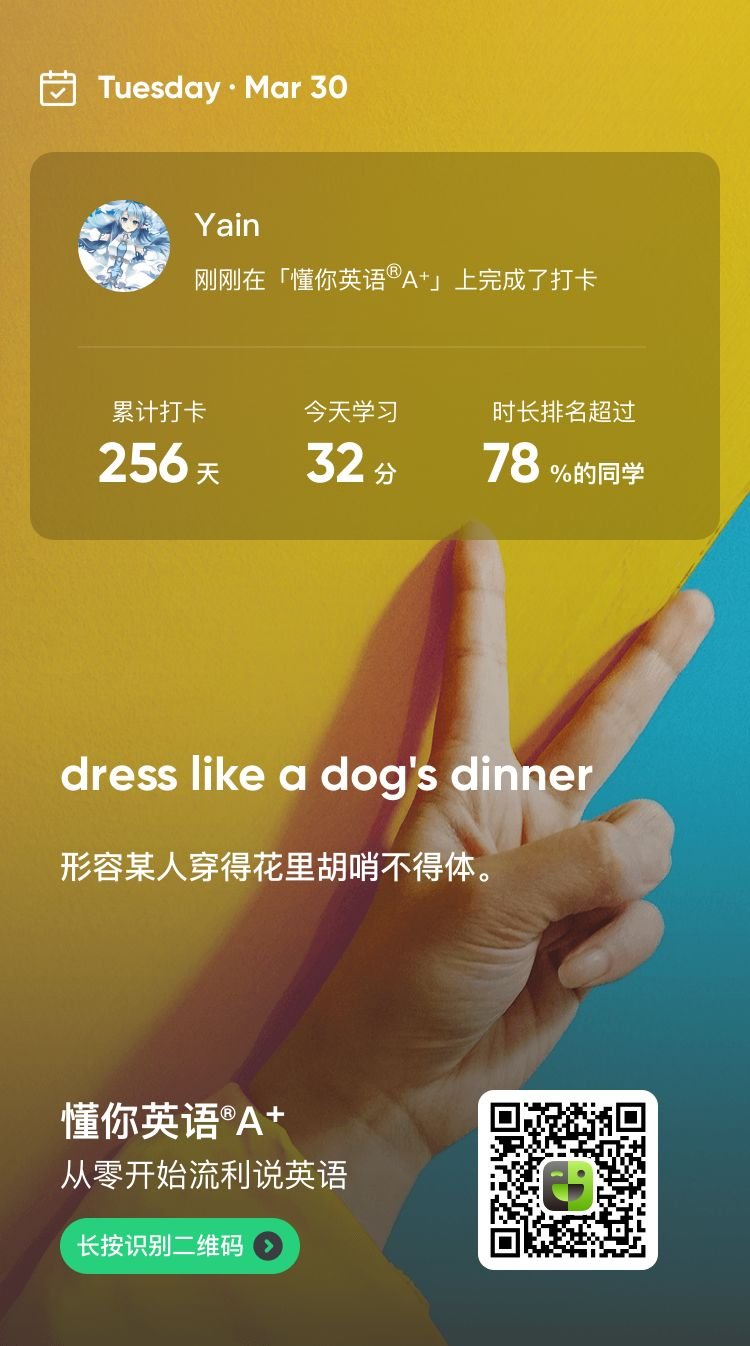 Tuesday · Mar 30
Yain
刚刚在「懂你英语®A⁺」上完成了打卡
累计打卡 今天学习 时长排名超过
256 天 32 分 78 %的同学
dress like a dog's dinner
形容某人穿得花里胡哨不得体。
懂你英语®A⁺
从零开始流利说英语
长按识别二维码